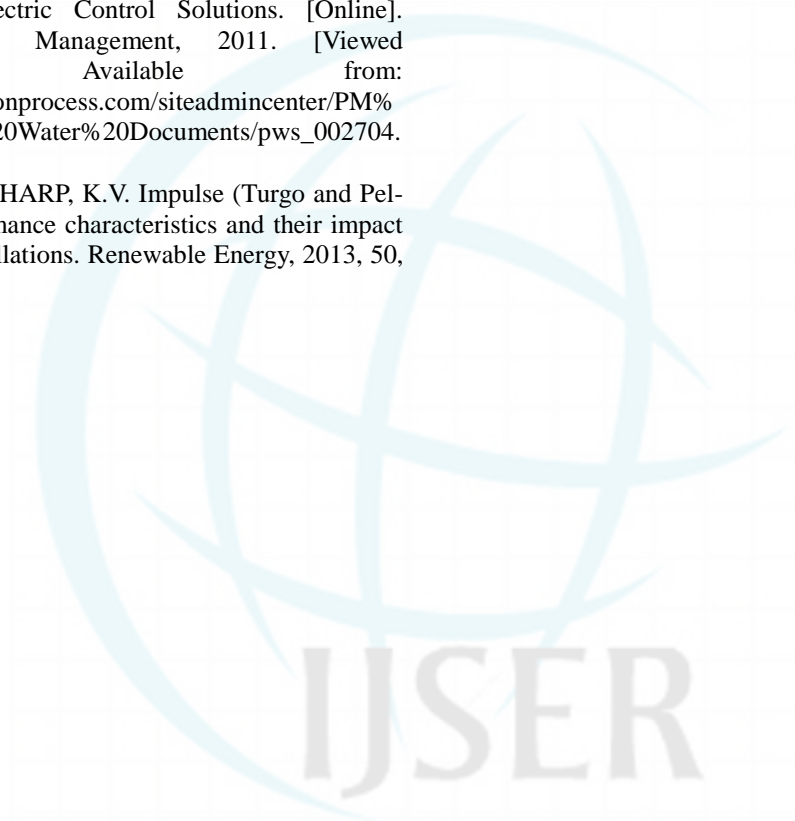 ectric Control Solutions. [Online].
Management, 2011. [Viewed
Available from:
onprocess.com/siteadmincenter/PM%
20Water%20Documents/pws_002704.
HARP, K.V. Impulse (Turgo and Pel-
nance characteristics and their impact
llations. Renewable Energy, 2013, 50,
IJSER